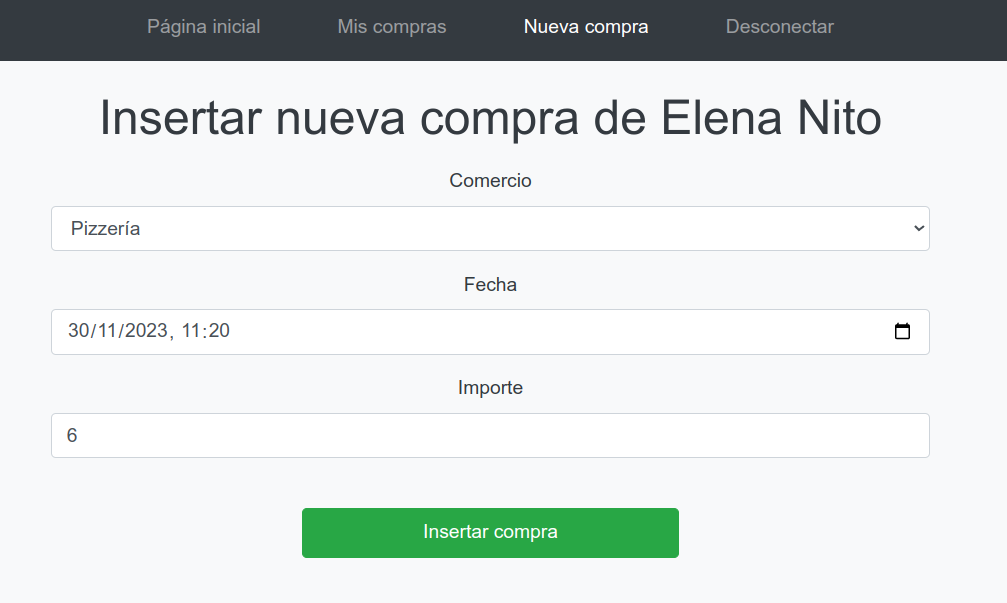 Página inicial Mis compras Nueva compra Desconectar
Insertar nueva compra de Elena Nito
Comercio
Pizzería
Fecha
30/11/2023, 11:20
Importe
6
Insertar compra